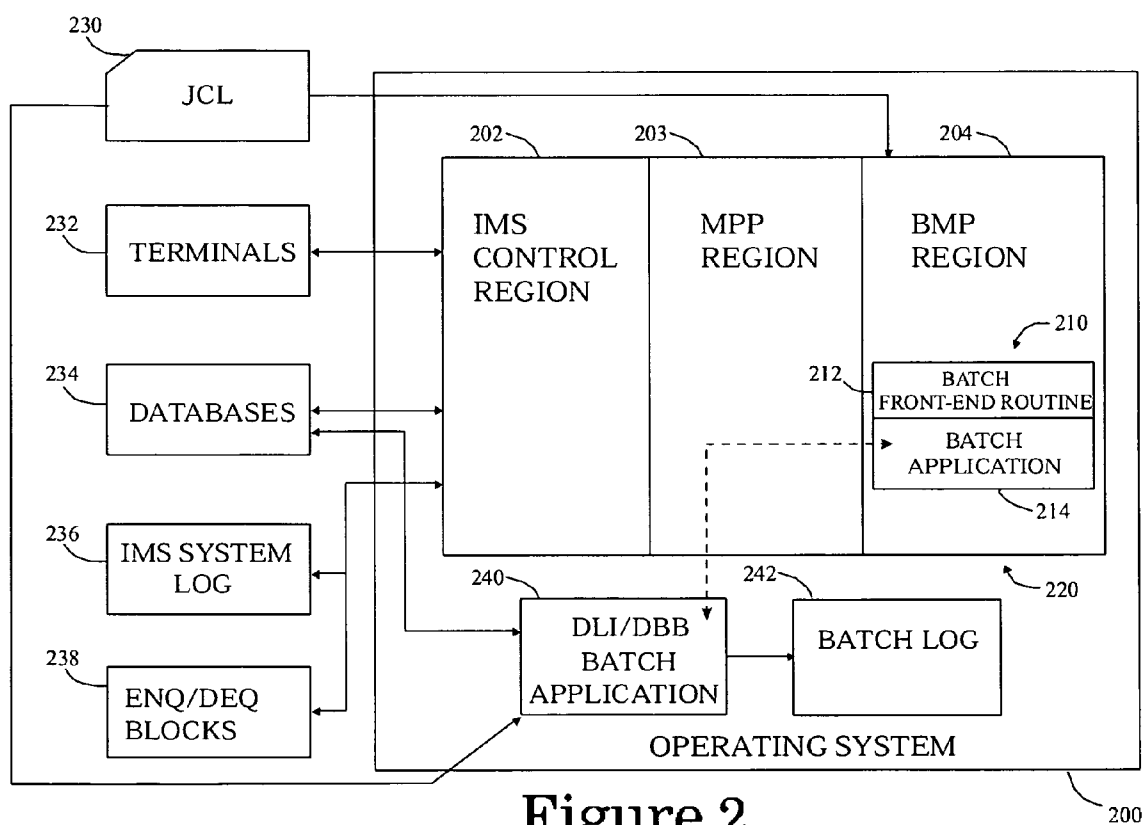 230
JCL
202
203
204
232
TERMINALS
IMS
CONTROL
REGION
MPP
REGION
BMP
REGION
210
234
DATABASES
212
BATCH
FRONT-END ROUTINE
BATCH
APPLICATION
214
236
IMS SYSTEM
LOG
240
242
220
238
ENQ/DEQ
BLOCKS
DLI/DBB
BATCH
APPLICATION
BATCH LOG
OPERATING SYSTEM
Figure 2
200